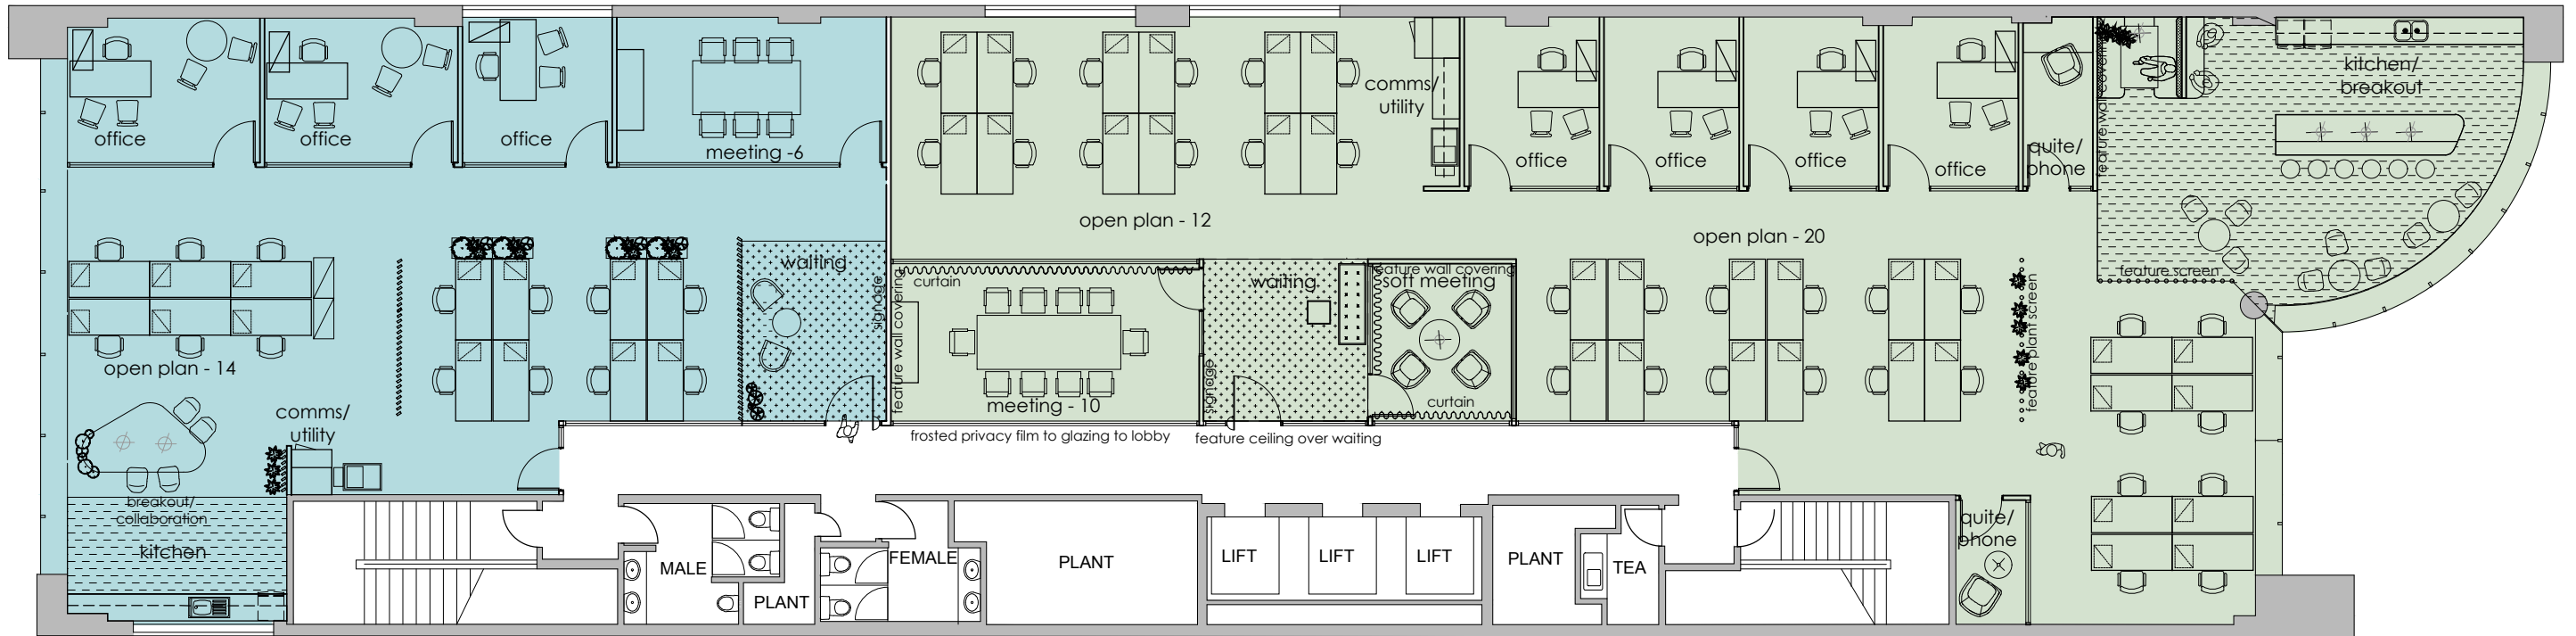 office
office
office
meeting -6
comms/
utility
office
office
office
office
quite/
phone
feature wall covering
kitchen/
breakout
open plan - 12
open plan - 20
waiting
signage
feature wall covering
curtain
meeting - 10
signage
waiting
feature wall covering
soft meeting
curtain
feature screen
feature plant screen
open plan - 14
comms/
utility
frosted privacy film to glazing to lobby
feature ceiling over waiting
breakout/
collaboration
kitchen
MALE
PLANT
FEMALE
PLANT
LIFT
LIFT
LIFT
PLANT
TEA
quite/
phone